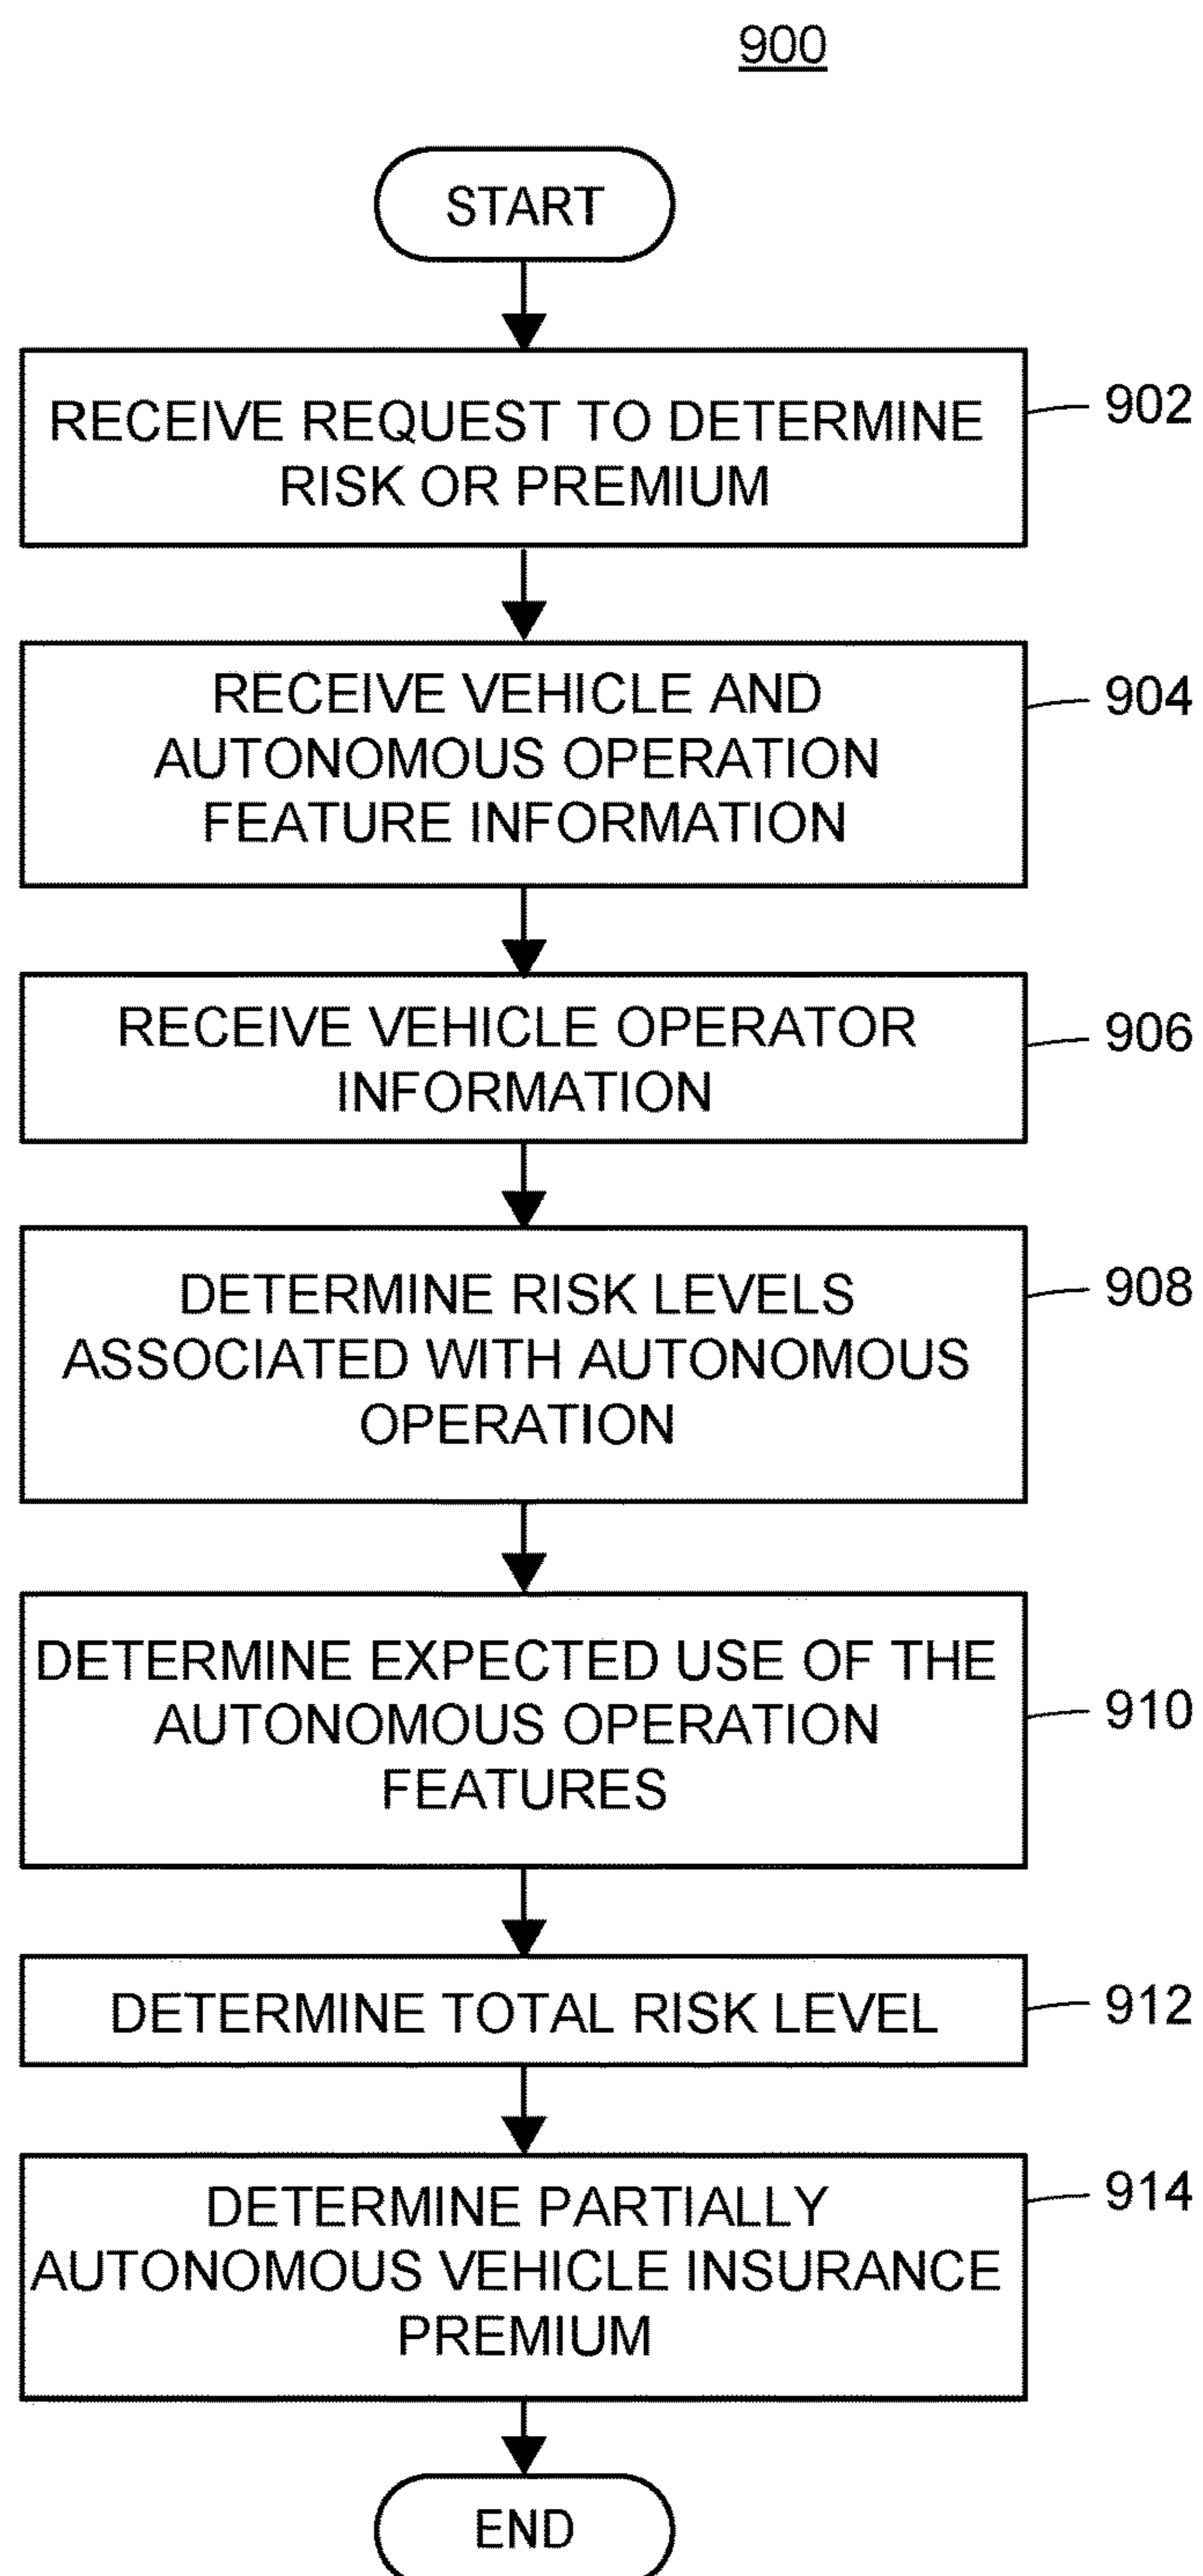 900
START
RECEIVE REQUEST TO DETERMINE
RISK OR PREMIUM
902
RECEIVE VEHICLE AND
AUTONOMOUS OPERATION
FEATURE INFORMATION
904
RECEIVE VEHICLE OPERATOR
INFORMATION
906
DETERMINE RISK LEVELS
ASSOCIATED WITH AUTONOMOUS
OPERATION
908
DETERMINE EXPECTED USE OF THE
AUTONOMOUS OPERATION
FEATURES
910
DETERMINE TOTAL RISK LEVEL
912
DETERMINE PARTIALLY
AUTONOMOUS VEHICLE INSURANCE
PREMIUM
914
END